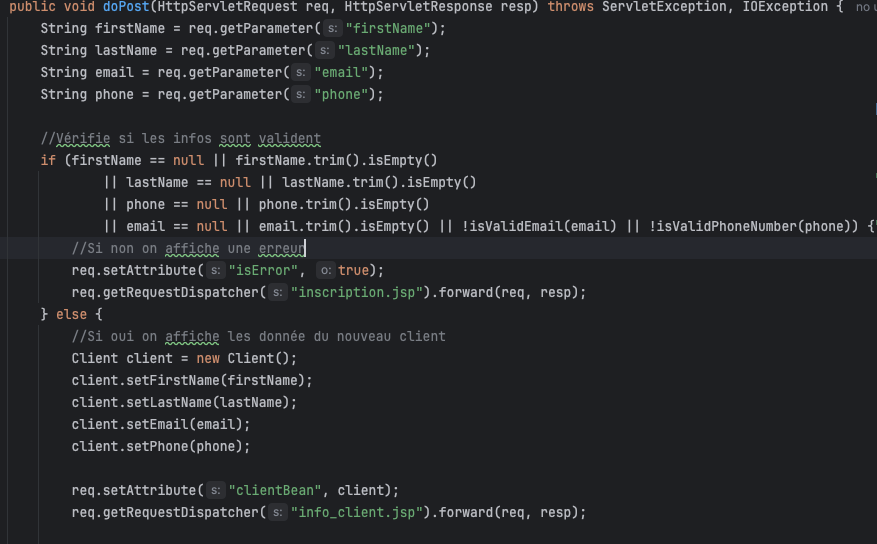 public void doPost(HttpServletRequest req, HttpServletResponse resp) throws ServletException, IOException { no u
String firstName = req.getParameter( s: "firstName");
String lastName = req.getParameter( s: "lastName");
String email = req.getParameter( s: "email");
String phone = req.getParameter( s: "phone");
//Vérifie si les infos sont valident
if (firstName == null || firstName.trim().isEmpty()
|| lastName == null || lastName.trim().isEmpty()
|| phone == null || phone.trim().isEmpty()
|| email == null || email.trim().isEmpty() || !isValidEmail(email) || !isValidPhoneNumber(phone)) {"
//Si non on affiche une erreur
req.setAttribute( s: "isError", o: true);
req.getRequestDispatcher( s: "inscription.jsp").forward(req, resp);
} else {
//Si oui on affiche les donnée du nouveau client
Client client = new Client();
client.setFirstName(firstName);
client.setLastName(lastName);
client.setEmail(email);
client.setPhone(phone);
req.setAttribute( s: "clientBean", client);
req.getRequestDispatcher( s: "info_client.jsp").forward(req, resp);